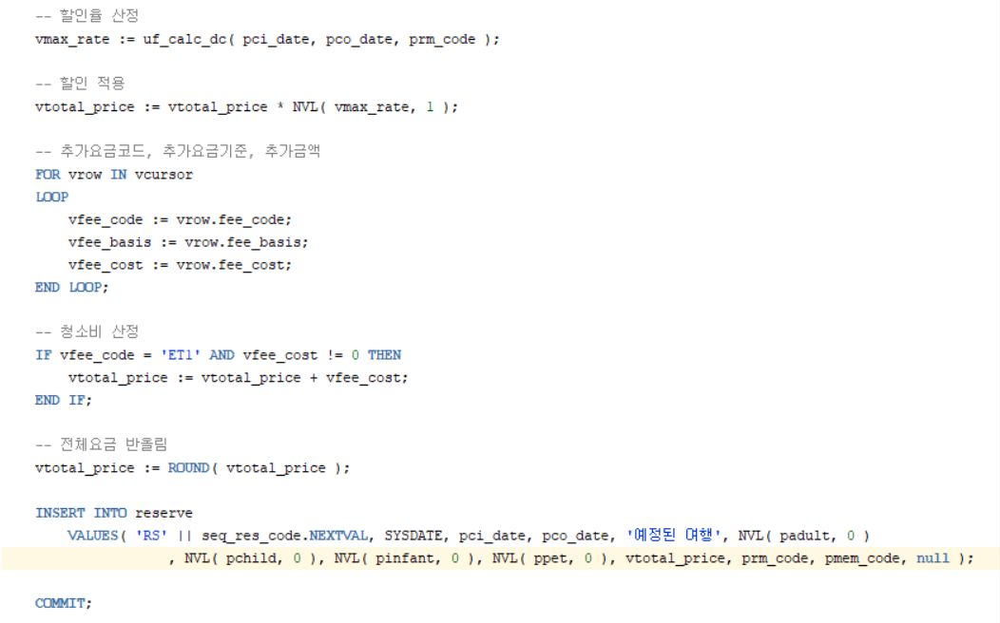 -- 할인율 산정
vmax_rate := uf_calc_dc( pci_date, pco_date, prm_code );
-- 할인 적용
vtotal_price := vtotal_price * NVL( vmax_rate, 1 );
-- 추가요금코드, 추가요금기준, 추가금액
FOR vrow IN vcursor
LOOP
vfee_code := vrow.fee_code;
vfee_basis := vrow.fee_basis;
vfee_cost := vrow.fee_cost;
END LOOP;
-- 청소비 산정
IF vfee_code = 'ET1' AND vfee_cost != 0 THEN
vtotal_price := vtotal_price + vfee_cost;
END IF;
-- 전체요금 반올림
vtotal_price := ROUND( vtotal_price );
INSERT INTO reserve
VALUES( 'RS' || seq_res_code.NEXTVAL, SYSDATE, pci_date, pco_date, '예정된 여행', NVL( padult, 0 )
, NVL( pchild, 0 ), NVL( pinfant, 0 ), NVL( ppet, 0 ), vtotal_price, prm_code, pmem_code, null );
COMMIT;